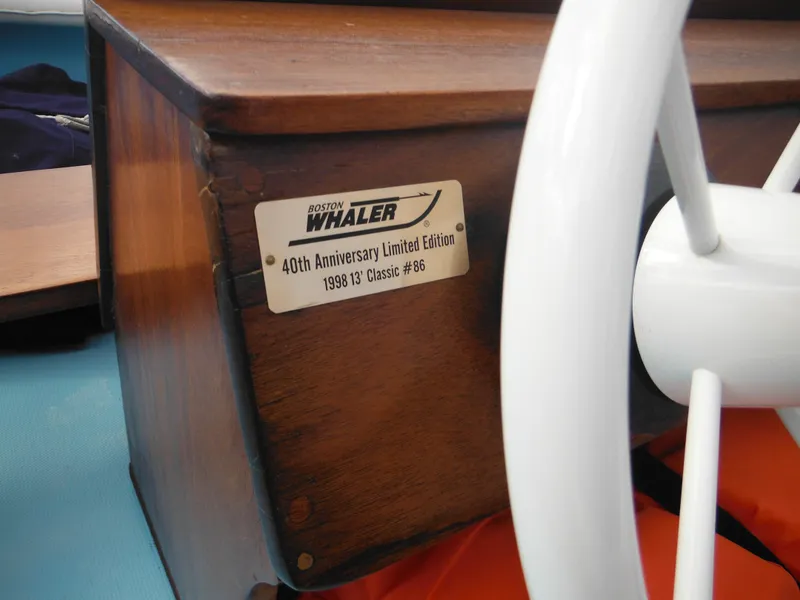 BOSTON
WHALER®
40th Anniversary Limited Edition
1998 13' Classic #86